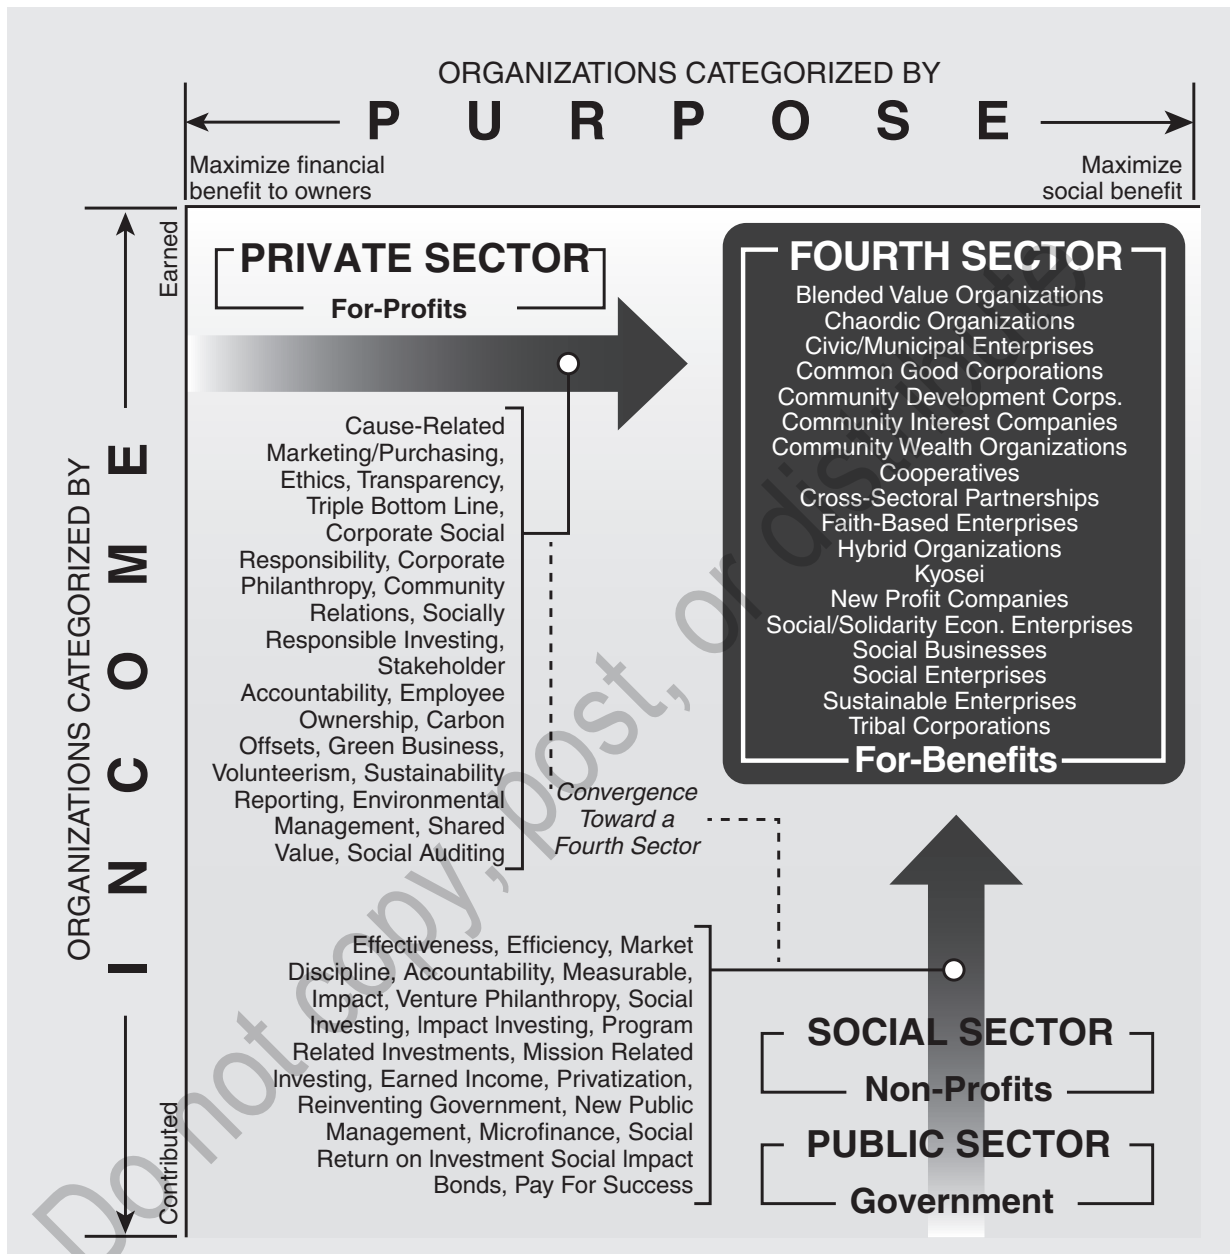 ORGANIZATIONS CATEGORIZED BY
PURPOSE
Maximize financial
benefit to owners
Maximize
social benefit
ORGANIZATIONS CATEGORIZED BY
INCOME
Earned
Contributed
PRIVATE SECTOR
For-Profits
Cause-Related
Marketing/Purchasing,
Ethics, Transparency,
Triple Bottom Line,
Corporate Social
Responsibility, Corporate
Philanthropy, Community
Relations, Socially
Responsible Investing,
Stakeholder
Accountability, Employee
Ownership, Carbon
Offsets, Green Business,
Volunteerism, Sustainability
Reporting, Environmental
Management, Shared
Value, Social Auditing
FOURTH SECTOR
Blended Value Organizations
Chaordic Organizations
Civic/Municipal Enterprises
Common Good Corporations
Community Development Corps.
Community Interest Companies
Community Wealth Organizations
Cooperatives
Cross-Sectoral Partnerships
Faith-Based Enterprises
Hybrid Organizations
Kyosei
New Profit Companies
Social/Solidarity Econ. Enterprises
Social Businesses
Social Enterprises
Sustainable Enterprises
Tribal Corporations
For-Benefits
Convergence
Toward a
Fourth Sector
Effectiveness, Efficiency, Market
Discipline, Accountability, Measurable,
Impact, Venture Philanthropy, Social
Investing, Impact Investing, Program
Related Investments, Mission Related
Investing, Earned Income, Privatization,
Reinventing Government, New Public
Management, Microfinance, Social
Return on Investment Social Impact
Bonds, Pay For Success
SOCIAL SECTOR
Non-Profits
PUBLIC SECTOR
Government
Do not copy, post, or distribute